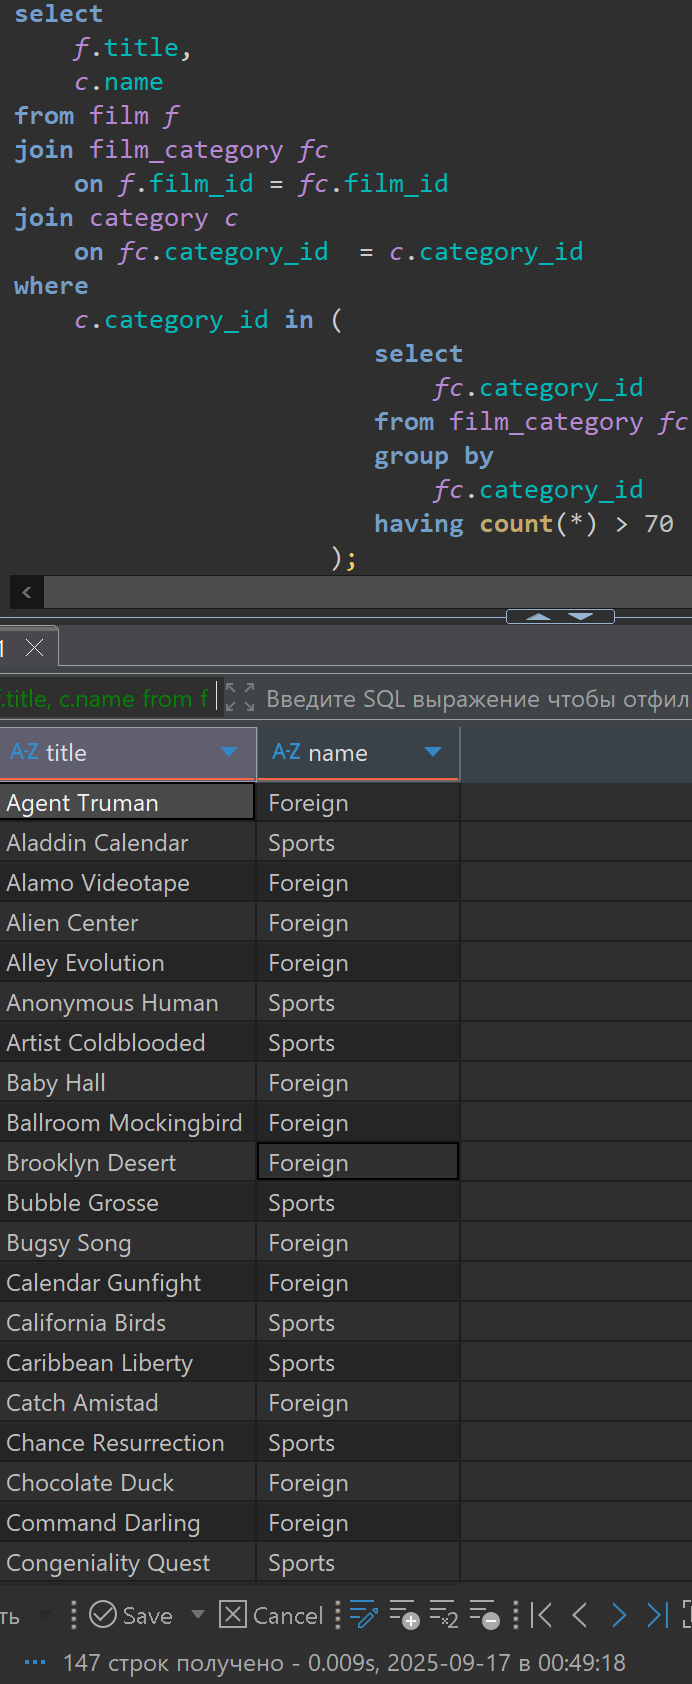 select
f.title,
c.name
from film f
join film_category fc
on f.film_id = fc.film_id
join category c
on fc.category_id  = c.category_id
where
c.category_id in (
select
fc.category_id
from film_category fc
group by
fc.category_id
having count(*) > 70
);
1
f.title, c.name from f Введите SQL выражение чтобы отфил
A-Z title A-Z name
Agent Truman Foreign
Aladdin Calendar Sports
Alamo Videotape Foreign
Alien Center Foreign
Alley Evolution Foreign
Anonymous Human Sports
Artist Coldblooded Sports
Baby Hall Foreign
Ballroom Mockingbird Foreign
Brooklyn Desert Foreign
Bubble Grosse Sports
Bugsy Song Foreign
Calendar Gunfight Foreign
California Birds Sports
Caribbean Liberty Sports
Catch Amistad Foreign
Chance Resurrection Sports
Chocolate Duck Foreign
Command Darling Foreign
Congeniality Quest Sports
ть Save Cancel
147 строк получено - 0.009s, 2025-09-17 в 00:49:18